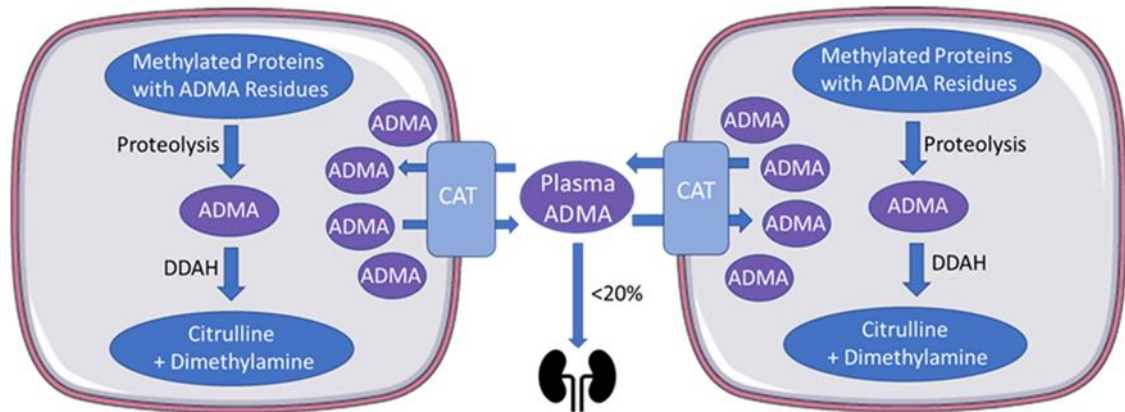 Methylated Proteins
with ADMA Residues
Proteolysis
ADMA
DDAH
Citrulline
+ Dimethylamine
ADMA
ADMA
ADMA
ADMA
CAT
Plasma
ADMA
<20%
CAT
ADMA
ADMA
ADMA
ADMA
Methylated Proteins
with ADMA Residues
Proteolysis
ADMA
DDAH
Citrulline
+ Dimethylamine